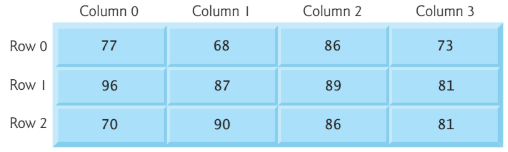 Column 0 Column 1 Column 2 Column 3
Row 0 77 68 86 73
Row 1 96 87 89 81
Row 2 70 90 86 81